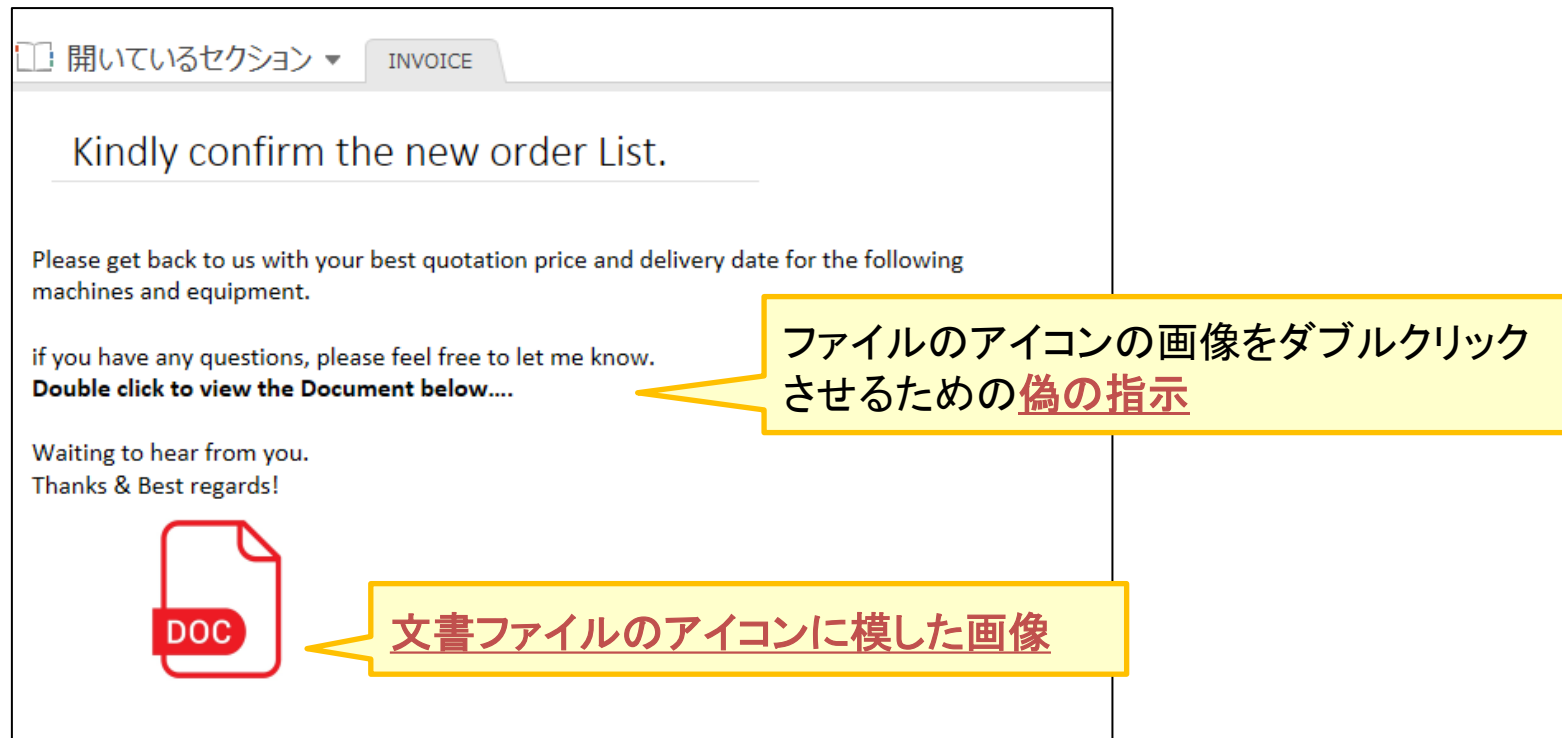 開いているセクション
INVOICE
Kindly confirm the new order List.
Please get back to us with your best quotation price and delivery date for the following
machines and equipment.
if you have any questions, please feel free to let me know.
Double click to view the Document below....
ファイルのアイコンの画像をダブルクリック
させるための偽の指示
Waiting to hear from you.
Thanks & Best regards!
DOC
文書ファイルのアイコンに模した画像